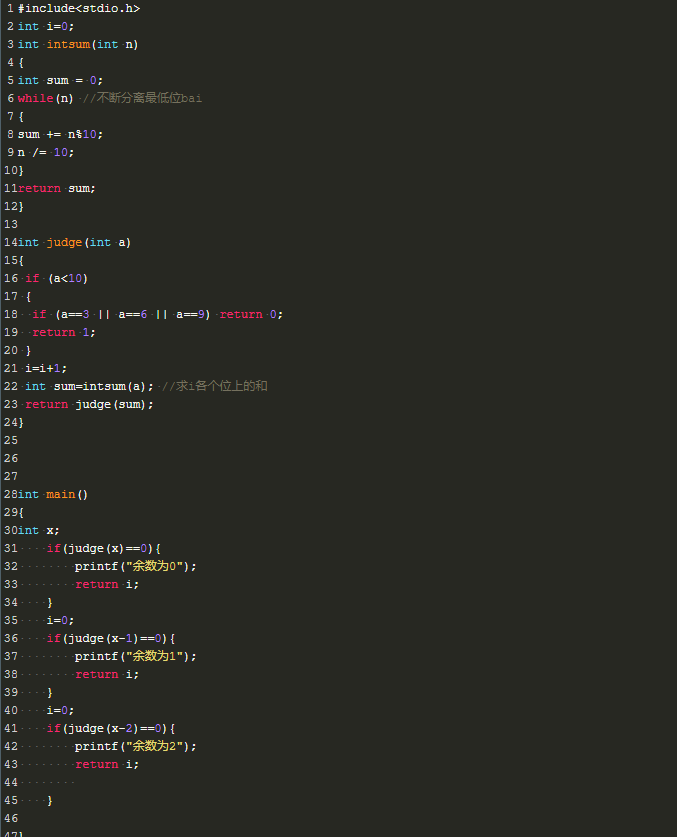 1 #include<stdio.h>
2 int i=0;
3 int intsum(int n)
4 {
5 int sum = 0;
6 while(n) //不断分离最低位bai
7 {
8 sum += n%10;
9 n /= 10;
10}
11return sum;
12}
13
14int judge(int a)
15{
16 if (a<10)
17 {
18  if (a==3 || a==6 || a==9) return 0;
19  return 1;
20 }
21 i=i+1;
22 int sum=intsum(a); //求i各个位上的和
23 return judge(sum);
24}
25
26
27
28int main()
29{
30int x;
31    if(judge(x)==0){
32        printf("余数为0");
33        return i;
34    }
35    i=0;
36    if(judge(x-1)==0){
37        printf("余数为1");
38        return i;
39    }
40    i=0;
41    if(judge(x-2)==0){
42        printf("余数为2");
43        return i;
44
45    }
46
47}